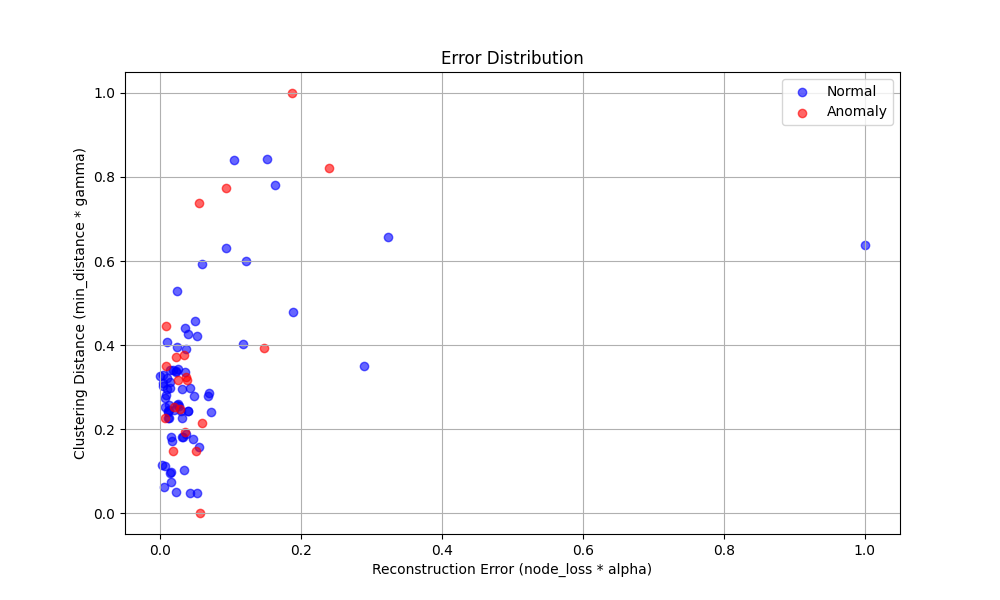 Error Distribution
Normal
Anomaly
Clustering Distance (min_distance * gamma)
1.0
0.8
0.6
0.4
0.2
0.0
0.0 0.2 0.4 0.6 0.8 1.0
Reconstruction Error (node_loss * alpha)